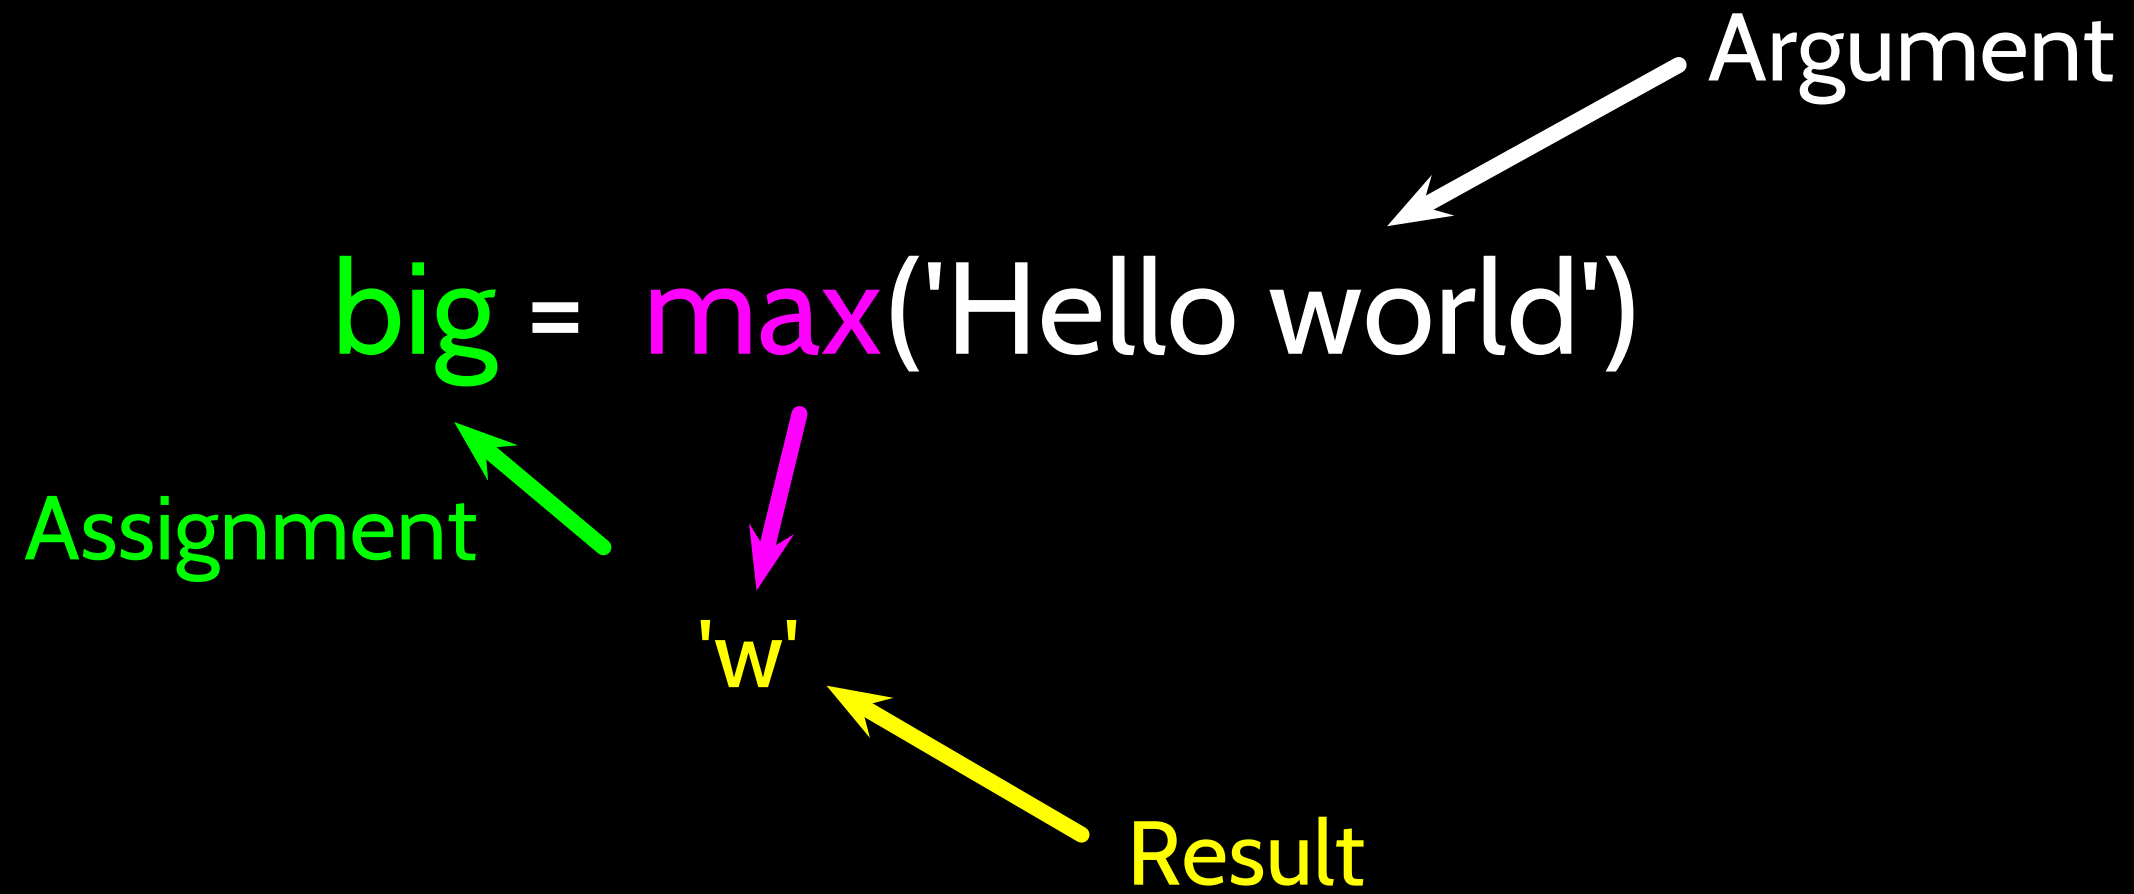 Argument
big = max('Hello world')
Assignment
'w'
Result